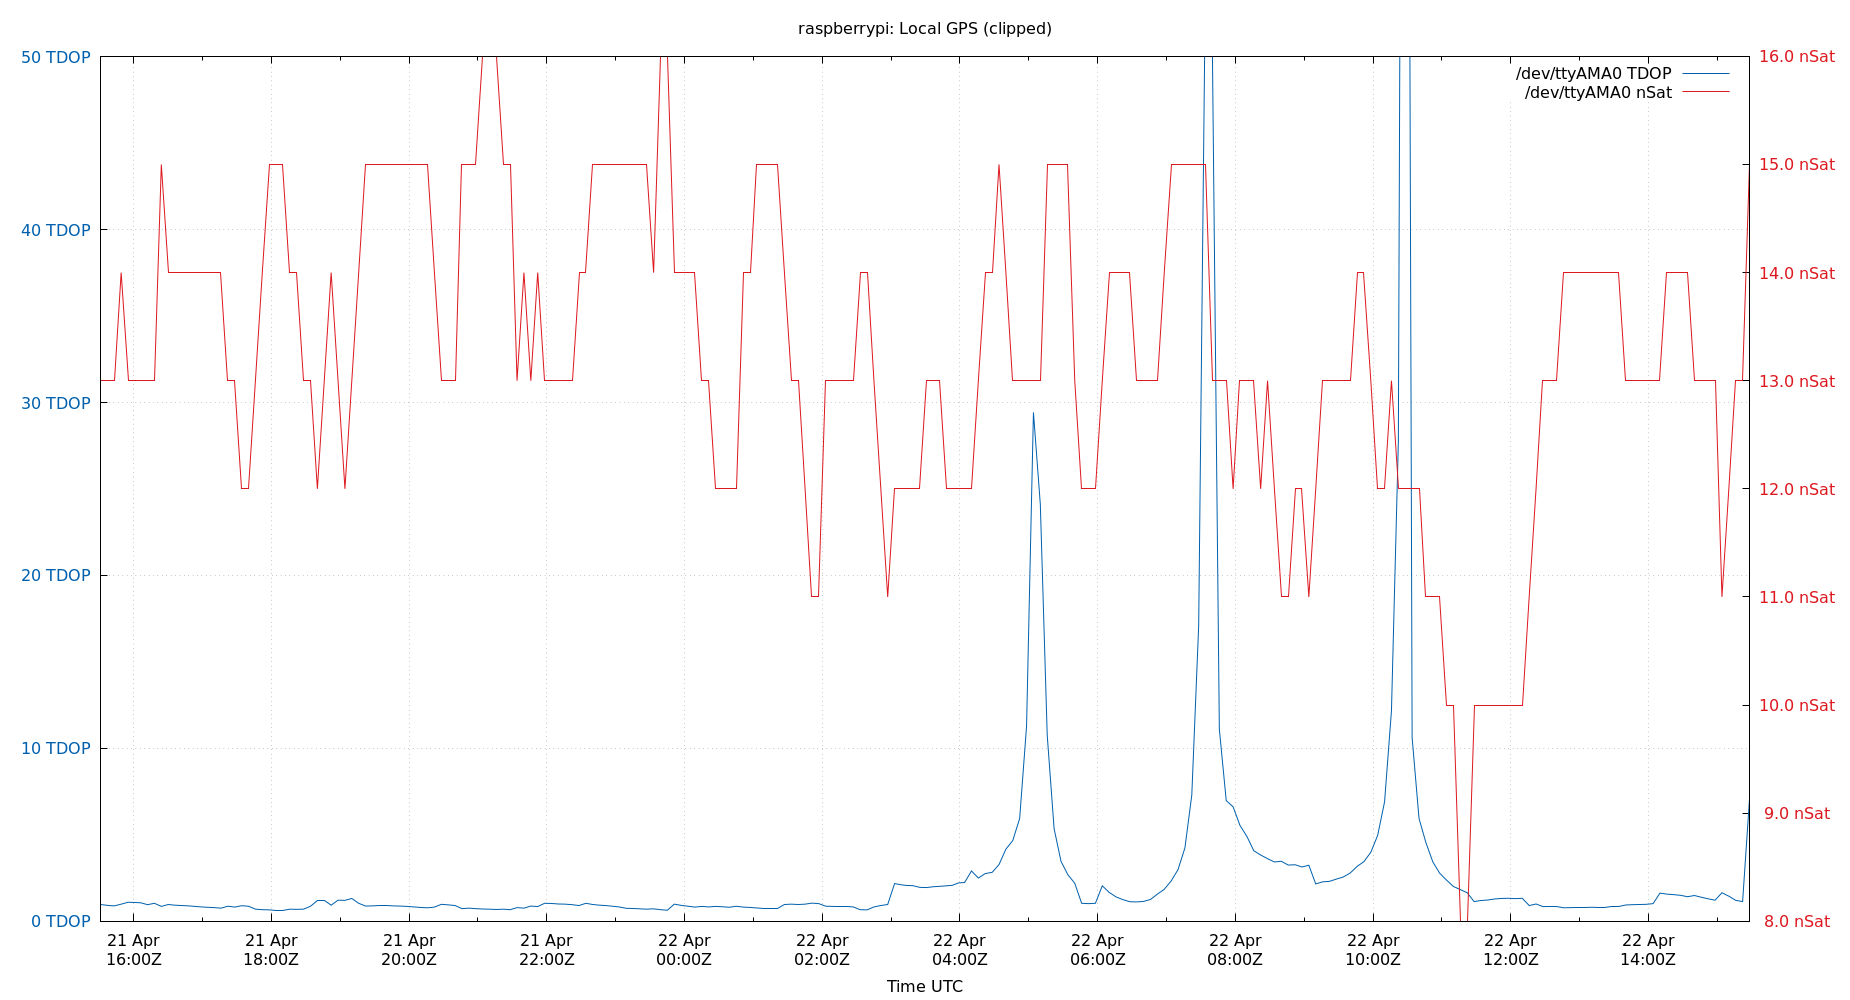 raspberrypi: Local GPS (clipped)
50 TDOP
40 TDOP
30 TDOP
20 TDOP
10 TDOP
0 TDOP
16.0 nSat
15.0 nSat
14.0 nSat
13.0 nSat
12.0 nSat
11.0 nSat
10.0 nSat
9.0 nSat
8.0 nSat
/dev/ttyAMA0 TDOP
/dev/ttyAMA0 nSat
21 Apr
16:00Z
21 Apr
18:00Z
21 Apr
20:00Z
21 Apr
22:00Z
22 Apr
00:00Z
22 Apr
02:00Z
22 Apr
04:00Z
22 Apr
06:00Z
22 Apr
08:00Z
22 Apr
10:00Z
22 Apr
12:00Z
22 Apr
14:00Z
Time UTC